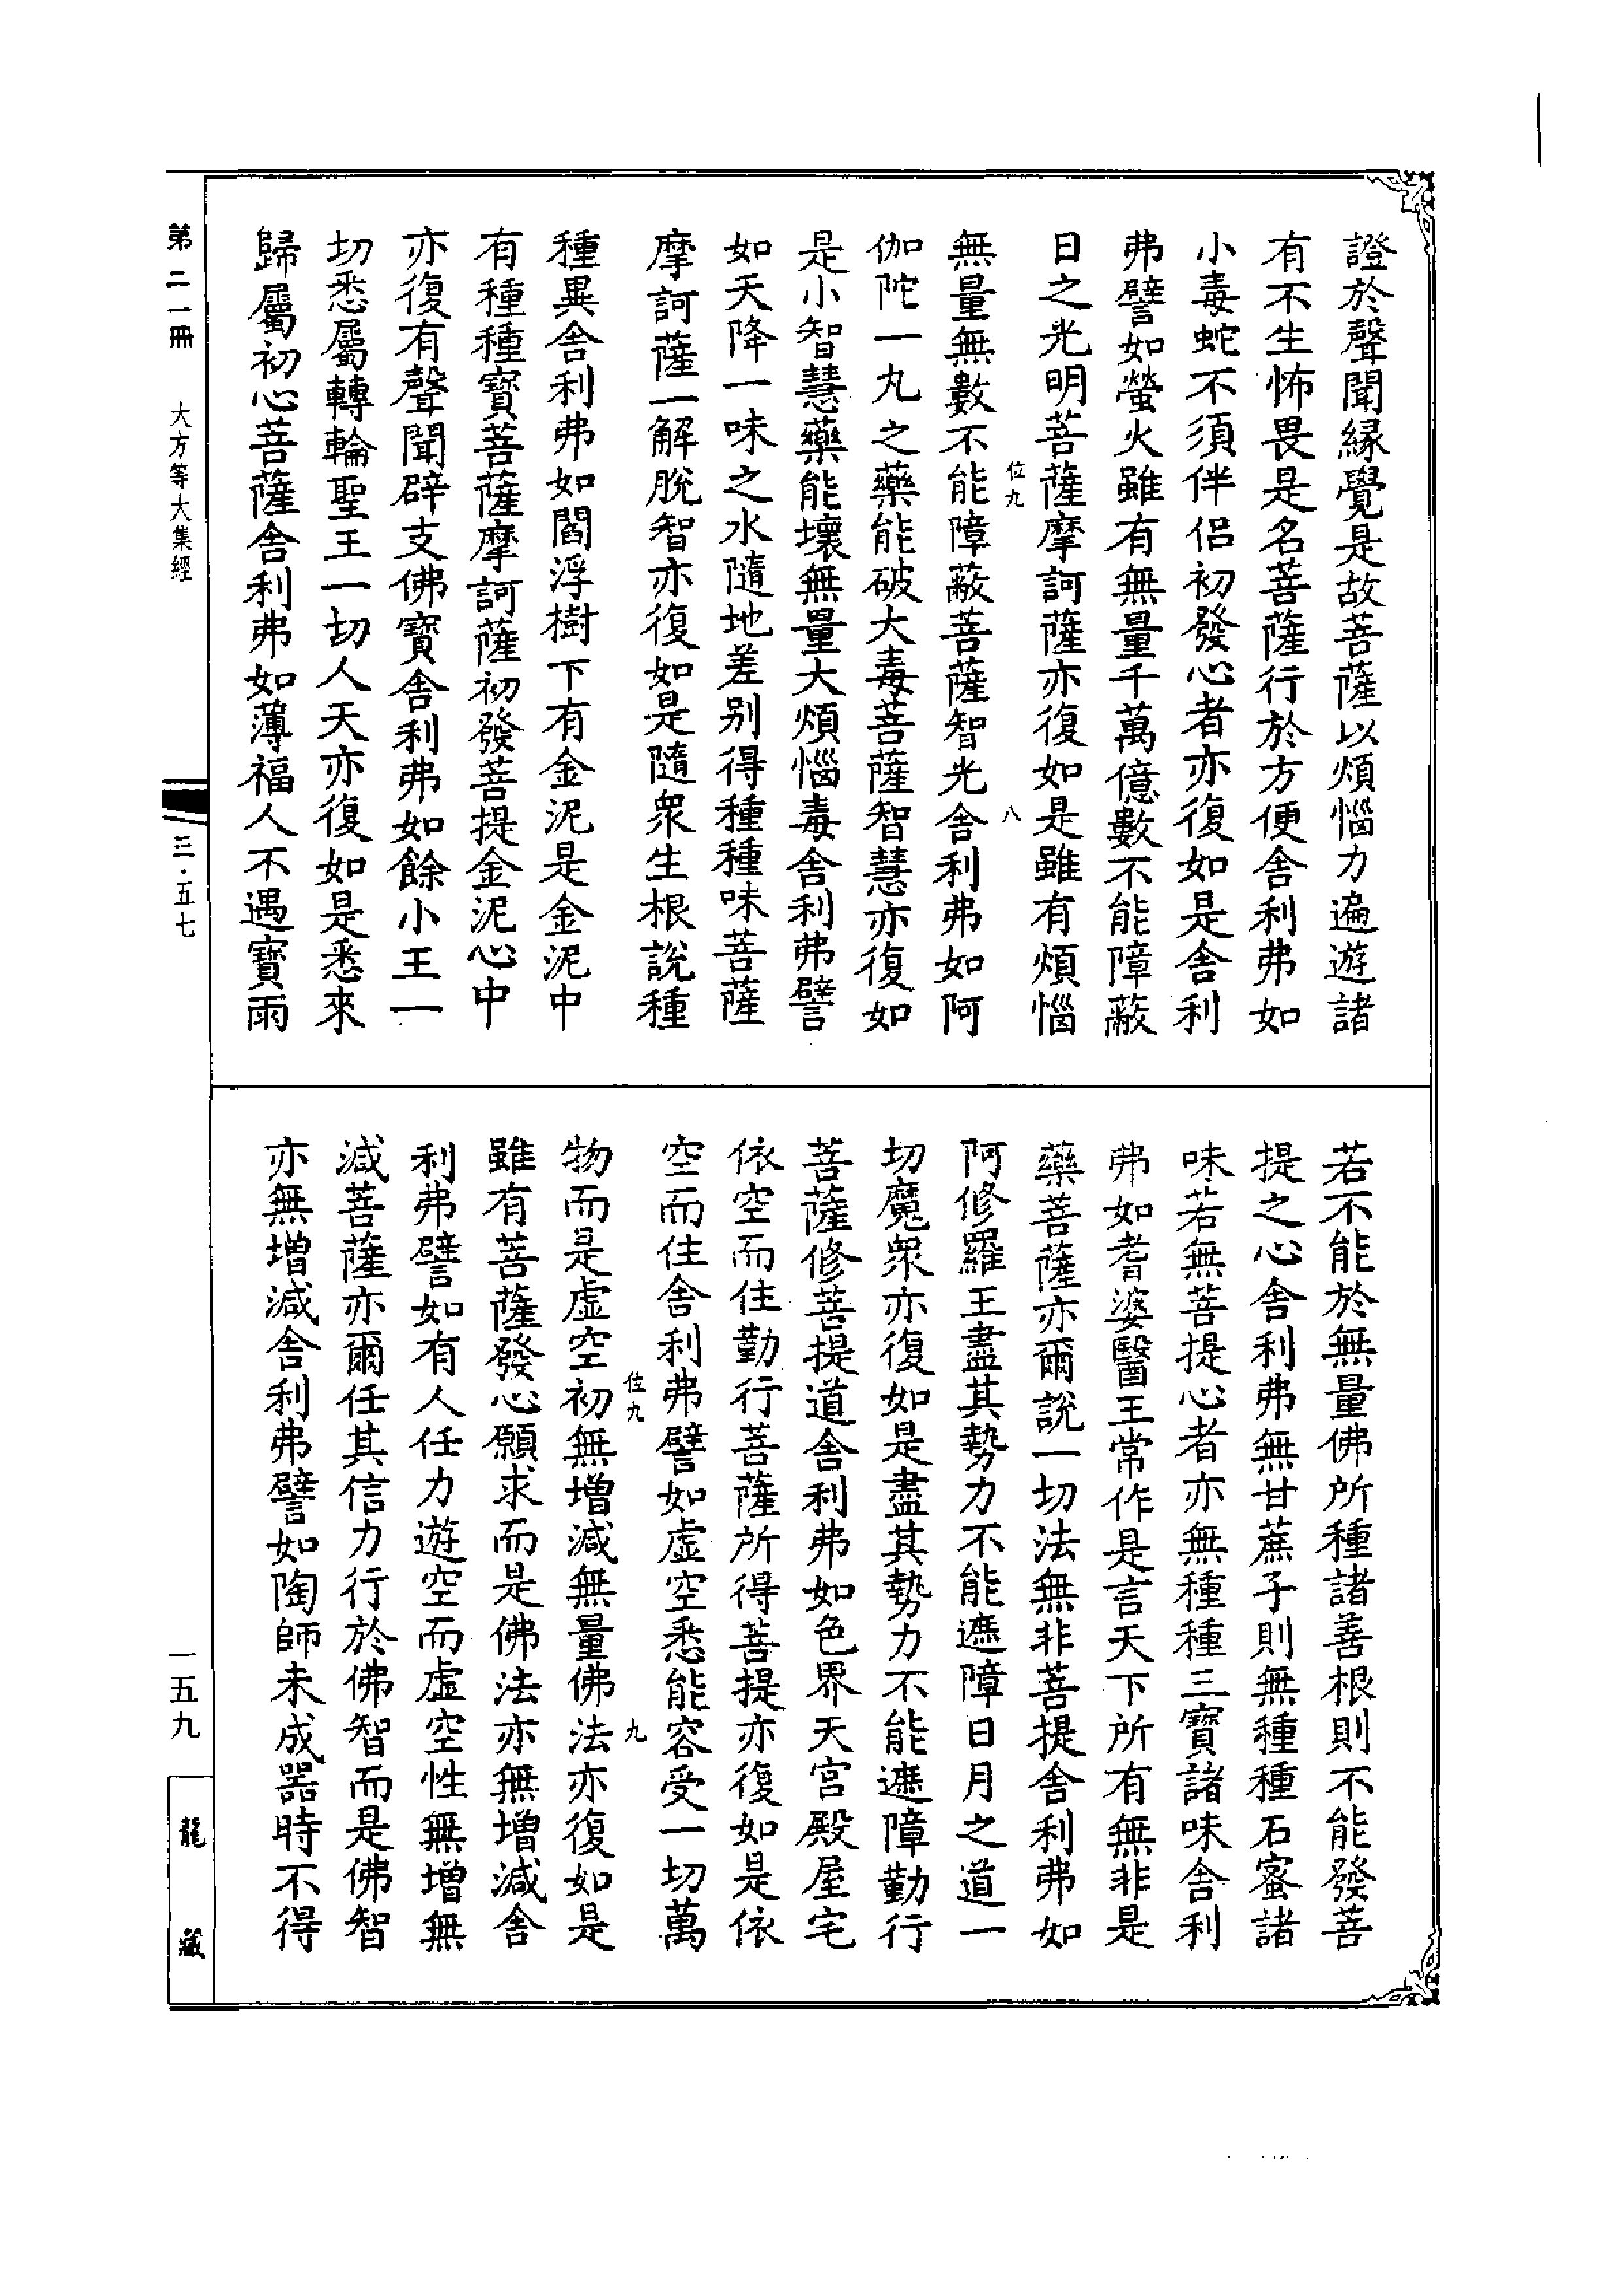 證於聲聞縁覺是故菩薩以煩惱力遍遊諸
有不生怖畏是名菩薩行於方便舍利弗如
小毒蛇不須伴侣初發心者亦復如是舍利
弗譬如螢火雖有無量千萬億數不能障蔽
日之光明菩薩摩訶薩亦復如是雖有煩惱
位九
八
無量無數不能障蔽菩薩智光舍利弗如阿
伽陀一丸之藥能破大毒菩薩智慧亦復如
是小智慧藥能壞無量大煩惱毒舍利弗譬
如天降一味之水隨地差别得種種味菩薩
摩訶薩一解脫智亦復如是隨衆生根說種
種異舍利弗如閻浮樹下有金泥是金泥中
有種種寶菩薩摩訶薩初發菩提金泥心中
亦復有聲聞辟支佛寶舍利弗如餘小王一
切悉屬轉輪聖王一切人天亦復如是悉來
歸屬初心菩薩舍利弗如薄福人不遇寶雨
若不能於無量佛所種諸善根則不能發菩
提之心舍利弗無甘蔗子則無種種石蜜諸
味若無菩提心者亦無種種三寶諸味舍利
弗如耆婆醫王常作是言天下所有無非是
藥菩薩亦爾說一切法無非菩提舍利弗如
阿修羅王盡其勢力不能遮障日月之道一
切魔衆亦復如是盡其勢力不能遮障勤行
菩薩修菩提道舍利弗如色界天宫殿屋宅
依空而住勤行菩薩所得菩提亦復如是依
空而住舍利弗譬如虚空悉能容受一切萬
位九
九
物而是虚空初無增減無量佛法亦復如是
雖有菩薩發心願求而是佛法亦無增減舍
利弗譬如有人任力遊空而虚空性無增無
減菩薩亦爾任其信力行於佛智而是佛智
亦無增減舍利弗譬如陶師未成器時不得
第二一冊
大方等大集經
三·五七
一五九
龍藏